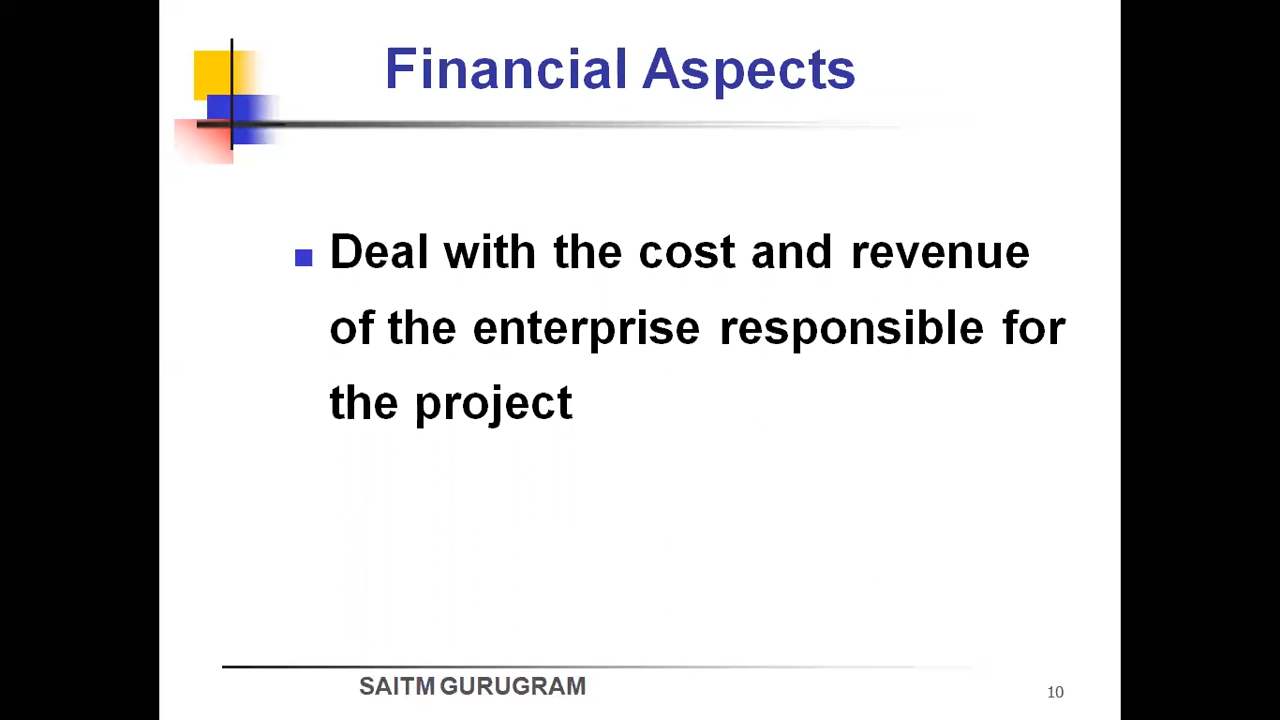 Financial Aspects
Deal with the cost and revenue
of the enterprise responsible for
the project
SAITM GURUGRAM
10